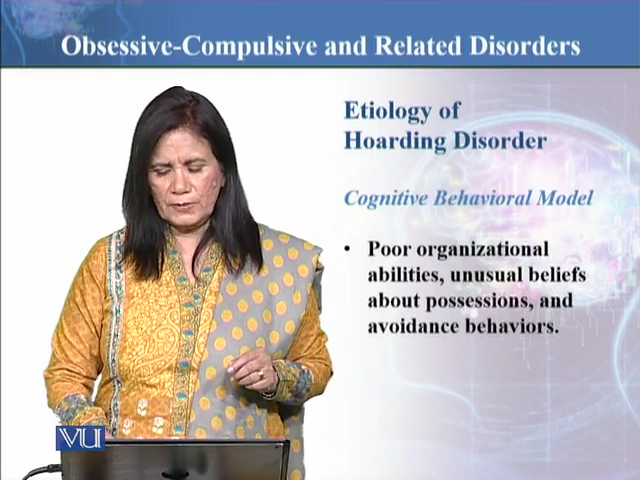 Obsessive-Compulsive and Related Disorders
Etiology of
Hoarding Disorder
Cognitive Behavioral Model
• Poor organizational
abilities, unusual beliefs
about possessions, and
avoidance behaviors.
VU